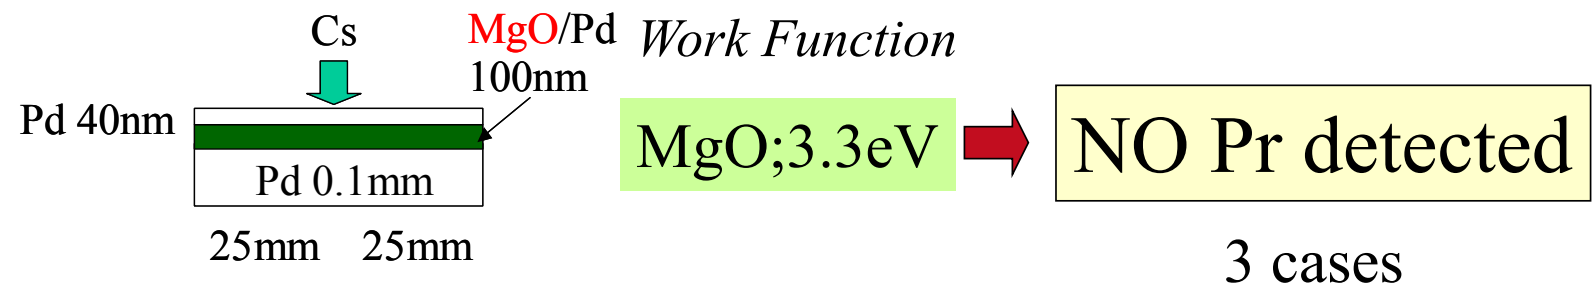 Cs
MgO/Pd
100nm
Pd 40nm
Pd 0.1mm
25mm 25mm
Work Function
MgO;3.3eV
NO Pr detected
3 cases